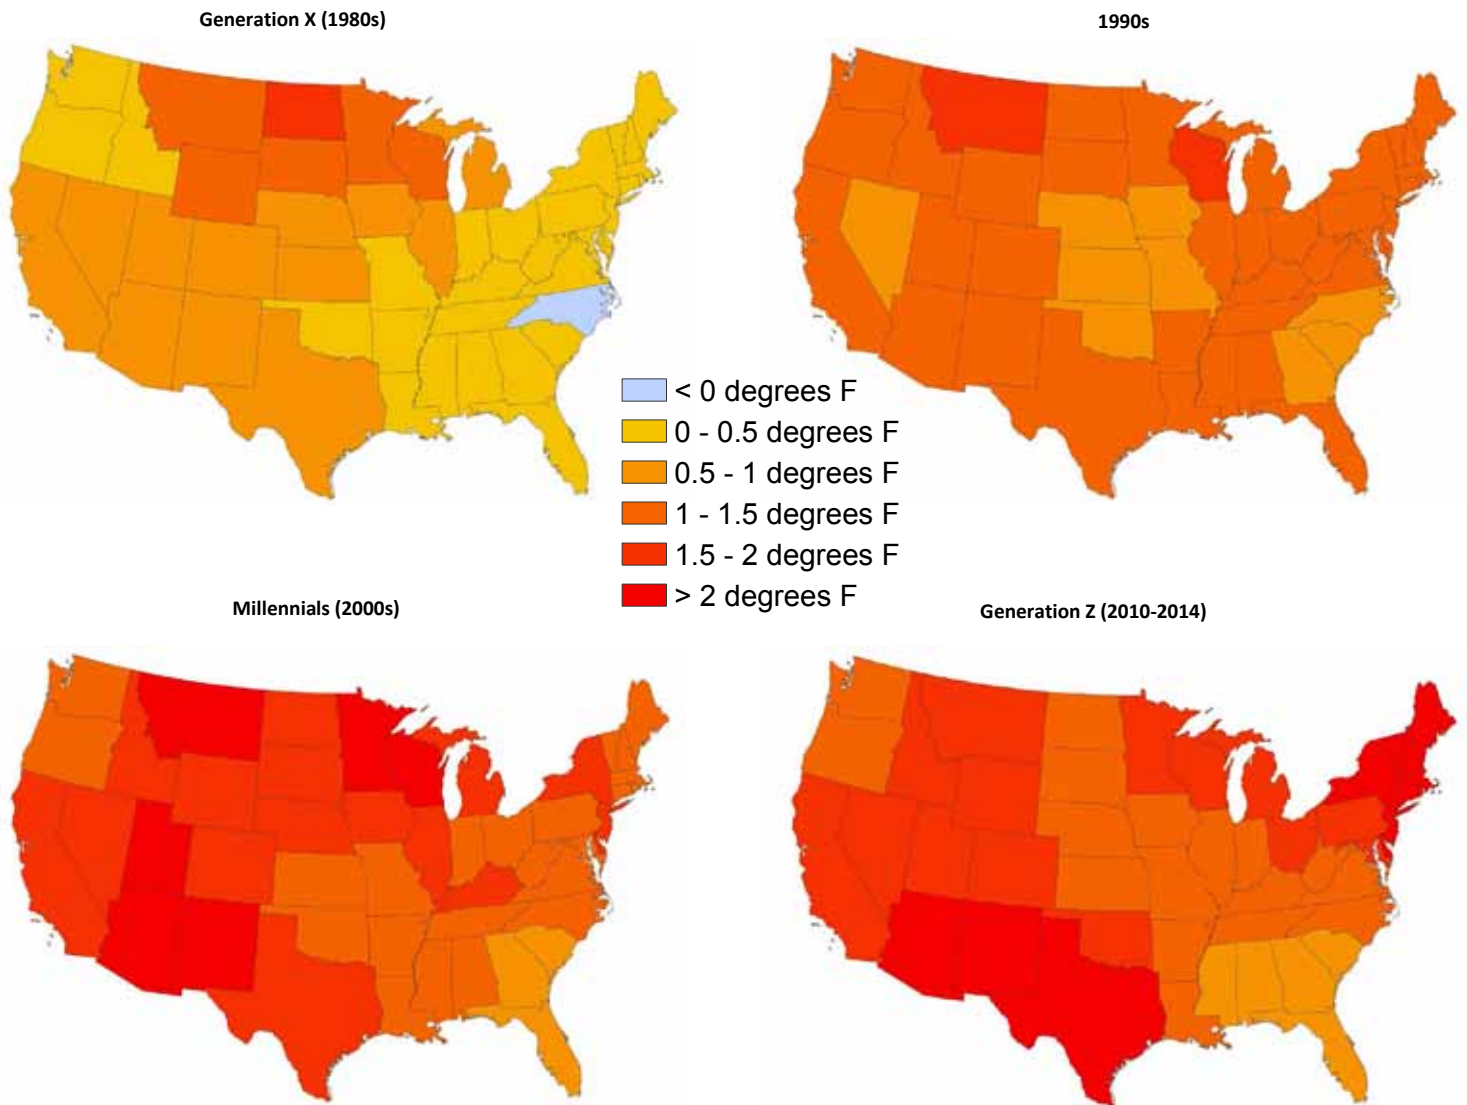 Generation X (1980s)
1990s
< 0 degrees F
0 - 0.5 degrees F
0.5 - 1 degrees F
1 - 1.5 degrees F
1.5 - 2 degrees F
> 2 degrees F
Millennials (2000s)
Generation Z (2010-2014)